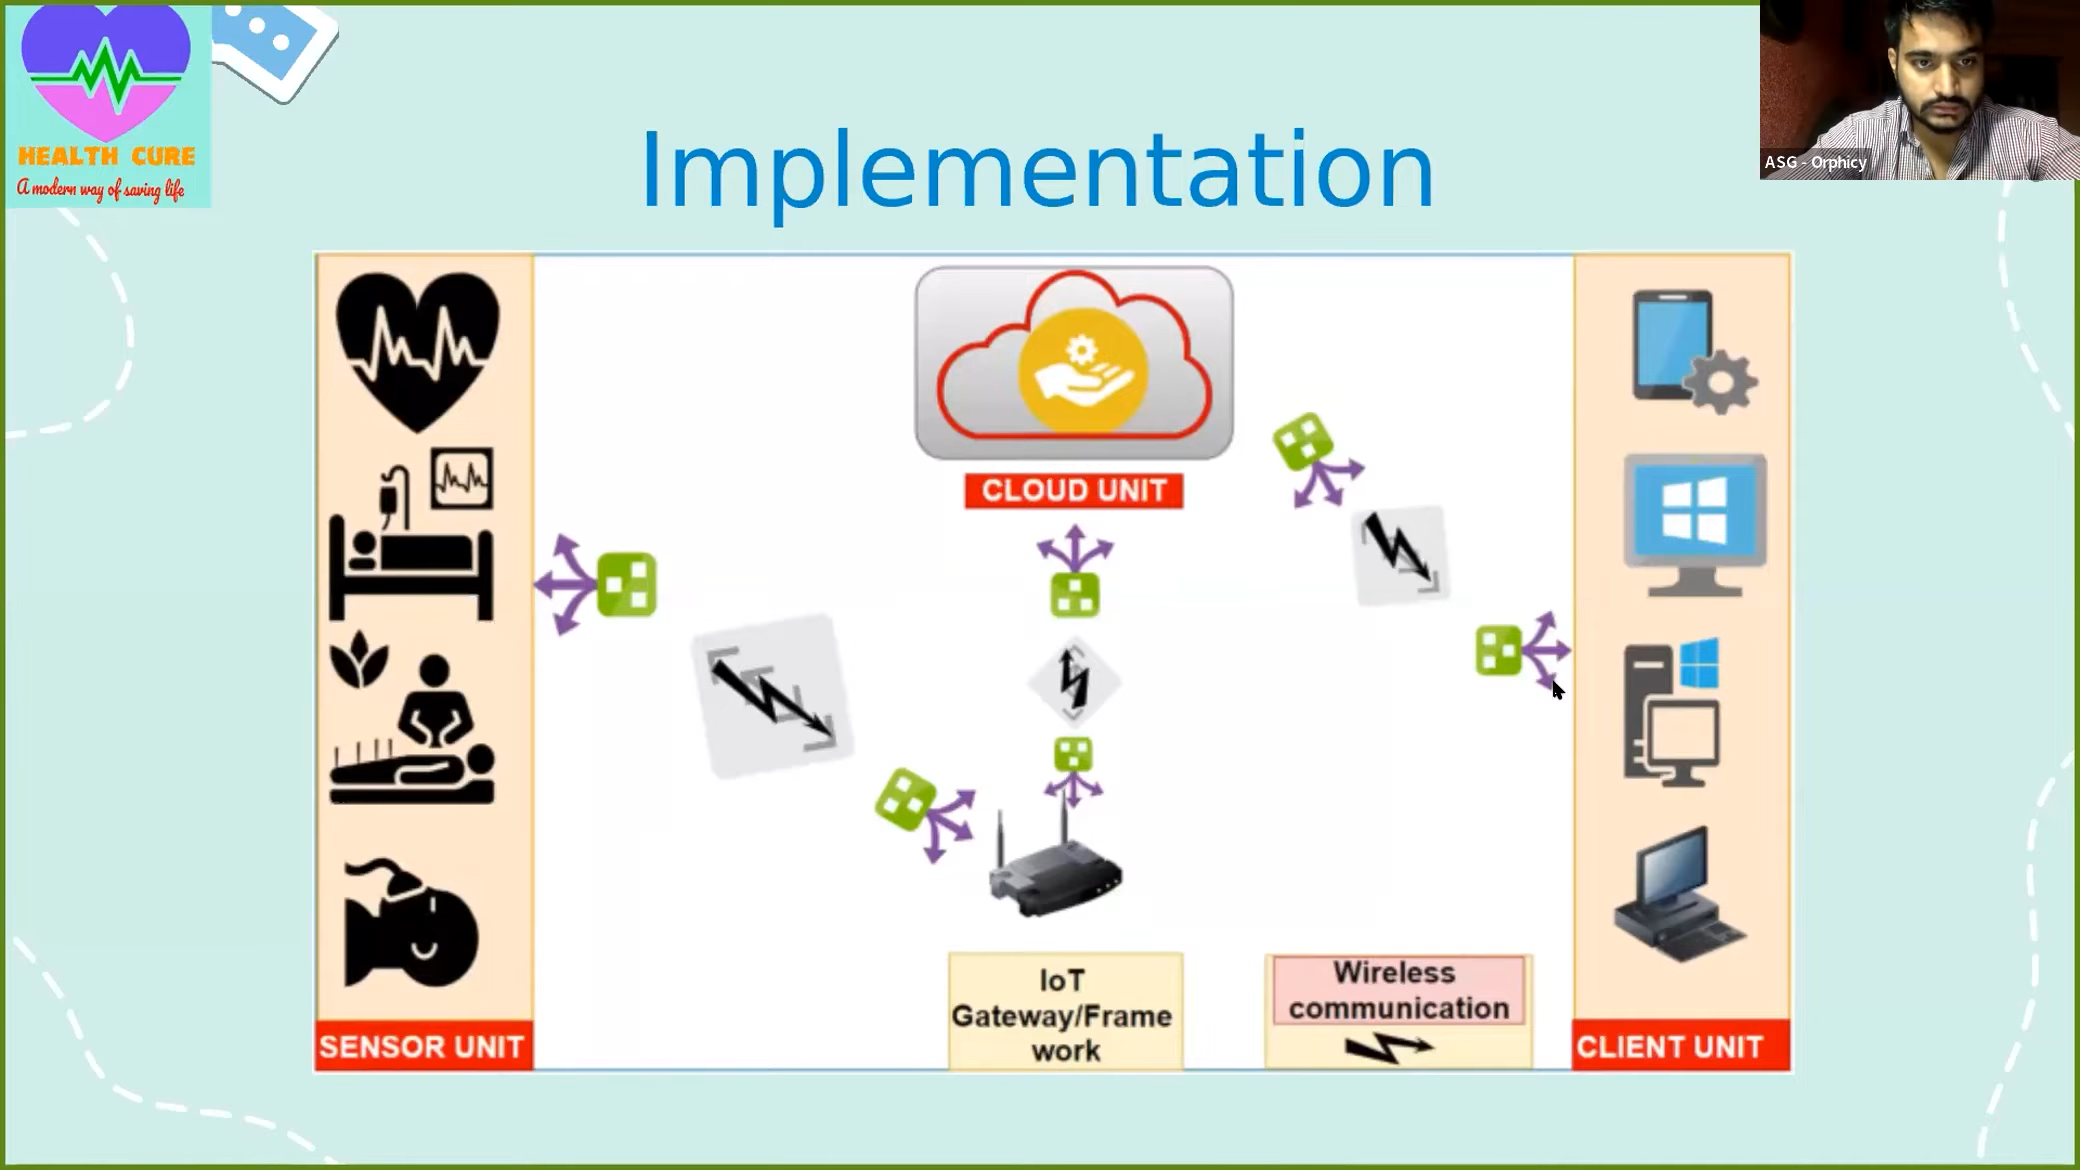 HEALTH CURE
A modern way of saving life
ASG - Orphicy
Implementation
CLOUD UNIT
SENSOR UNIT
IoT
Gateway/Frame
work
Wireless
communication
CLIENT UNIT